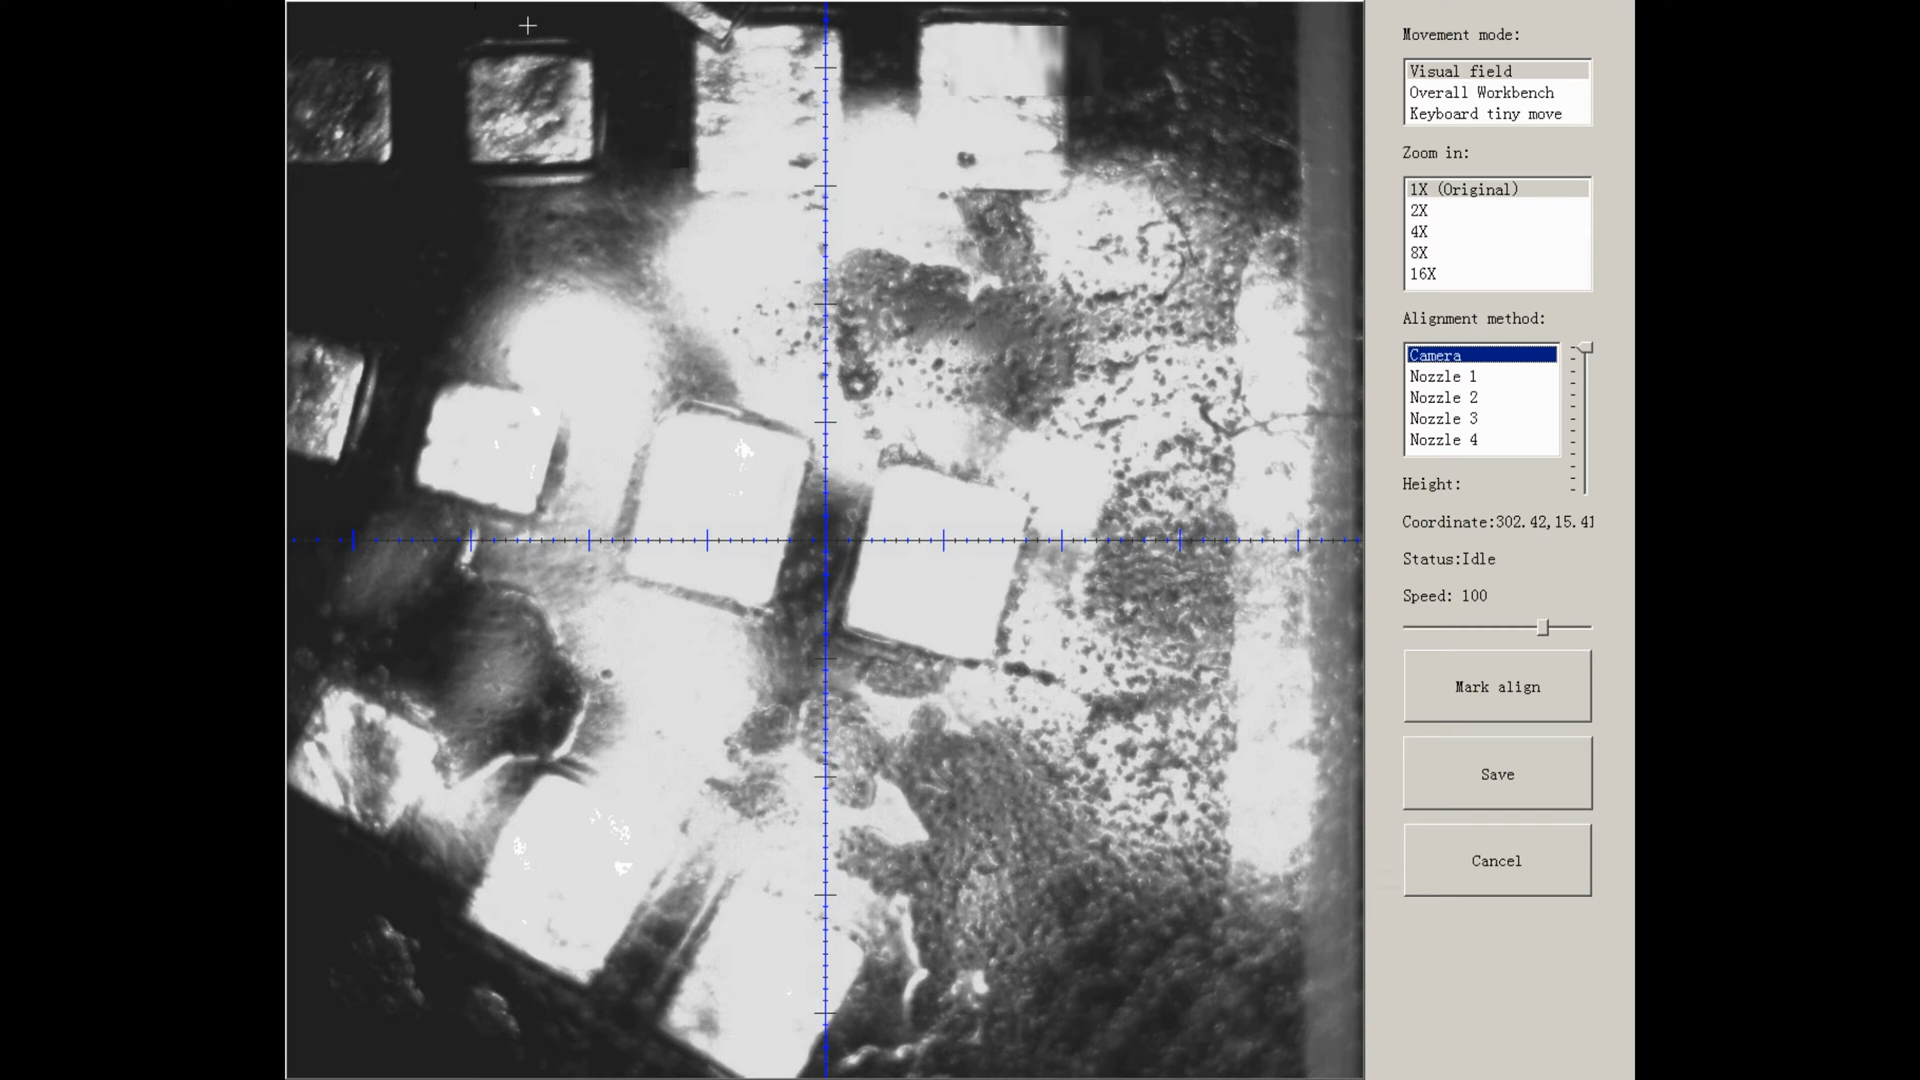 Movement mode:
Visual field
Overall Workbench
Keyboard tiny move
Zoom in:
1X (Original)
2X
4X
8X
16X
Alignment method:
Camera
Nozzle 1
Nozzle 2
Nozzle 3
Nozzle 4
Height:
Coordinate:302.42,15.41
Status:Idle
Speed: 100
Mark align
Save
Cancel